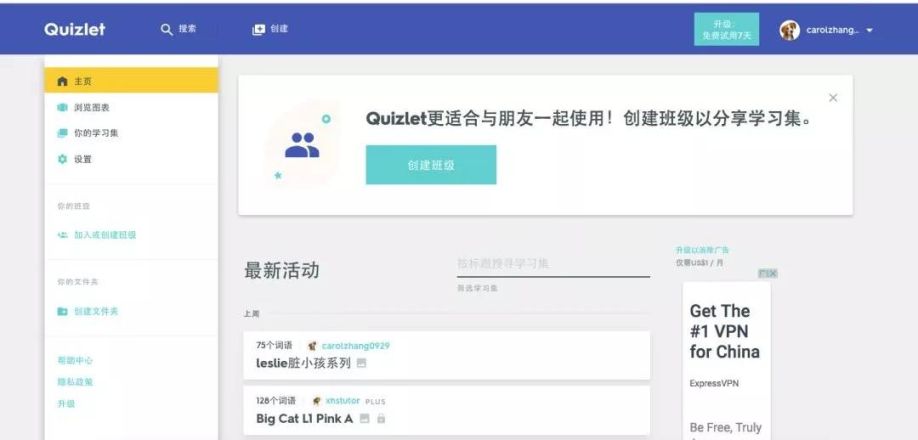 Quizlet
搜索
创建
升级:
免费试用7天
carolzhang..
主页
浏览图表
你的学习集
设置
你的班级
加入或创建班级
你的文件夹
创建文件夹
帮助中心
隐私政策
升级
Quizlet更适合与朋友一起使用！创建班级以分享学习集。
创建班级
最新活动
按标题搜寻学习集
筛选学习集
上周
75个词语 carolzhang0929
leslie脏小孩系列
128个词语 xhstutor PLUS
Big Cat L1 Pink A
升级以消除广告
仅需US$1 / 月
Get The
#1 VPN
for China
ExpressVPN
Be Free, Truly